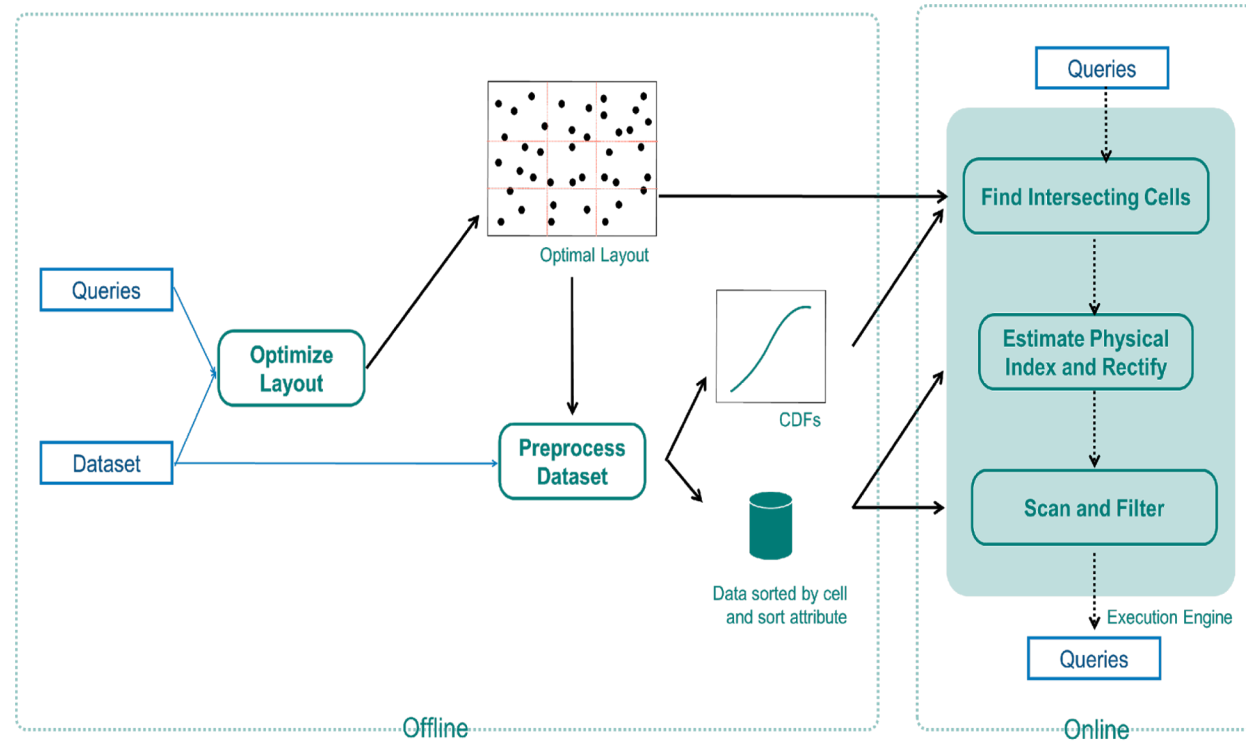 Queries
Optimize
Layout
Dataset
Optimal Layout
Preprocess
Dataset
CDFs
Data sorted by cell
and sort attribute
Offline
Queries
Find Intersecting Cells
Estimate Physical
Index and Rectify
Scan and Filter
Execution Engine
Queries
Online